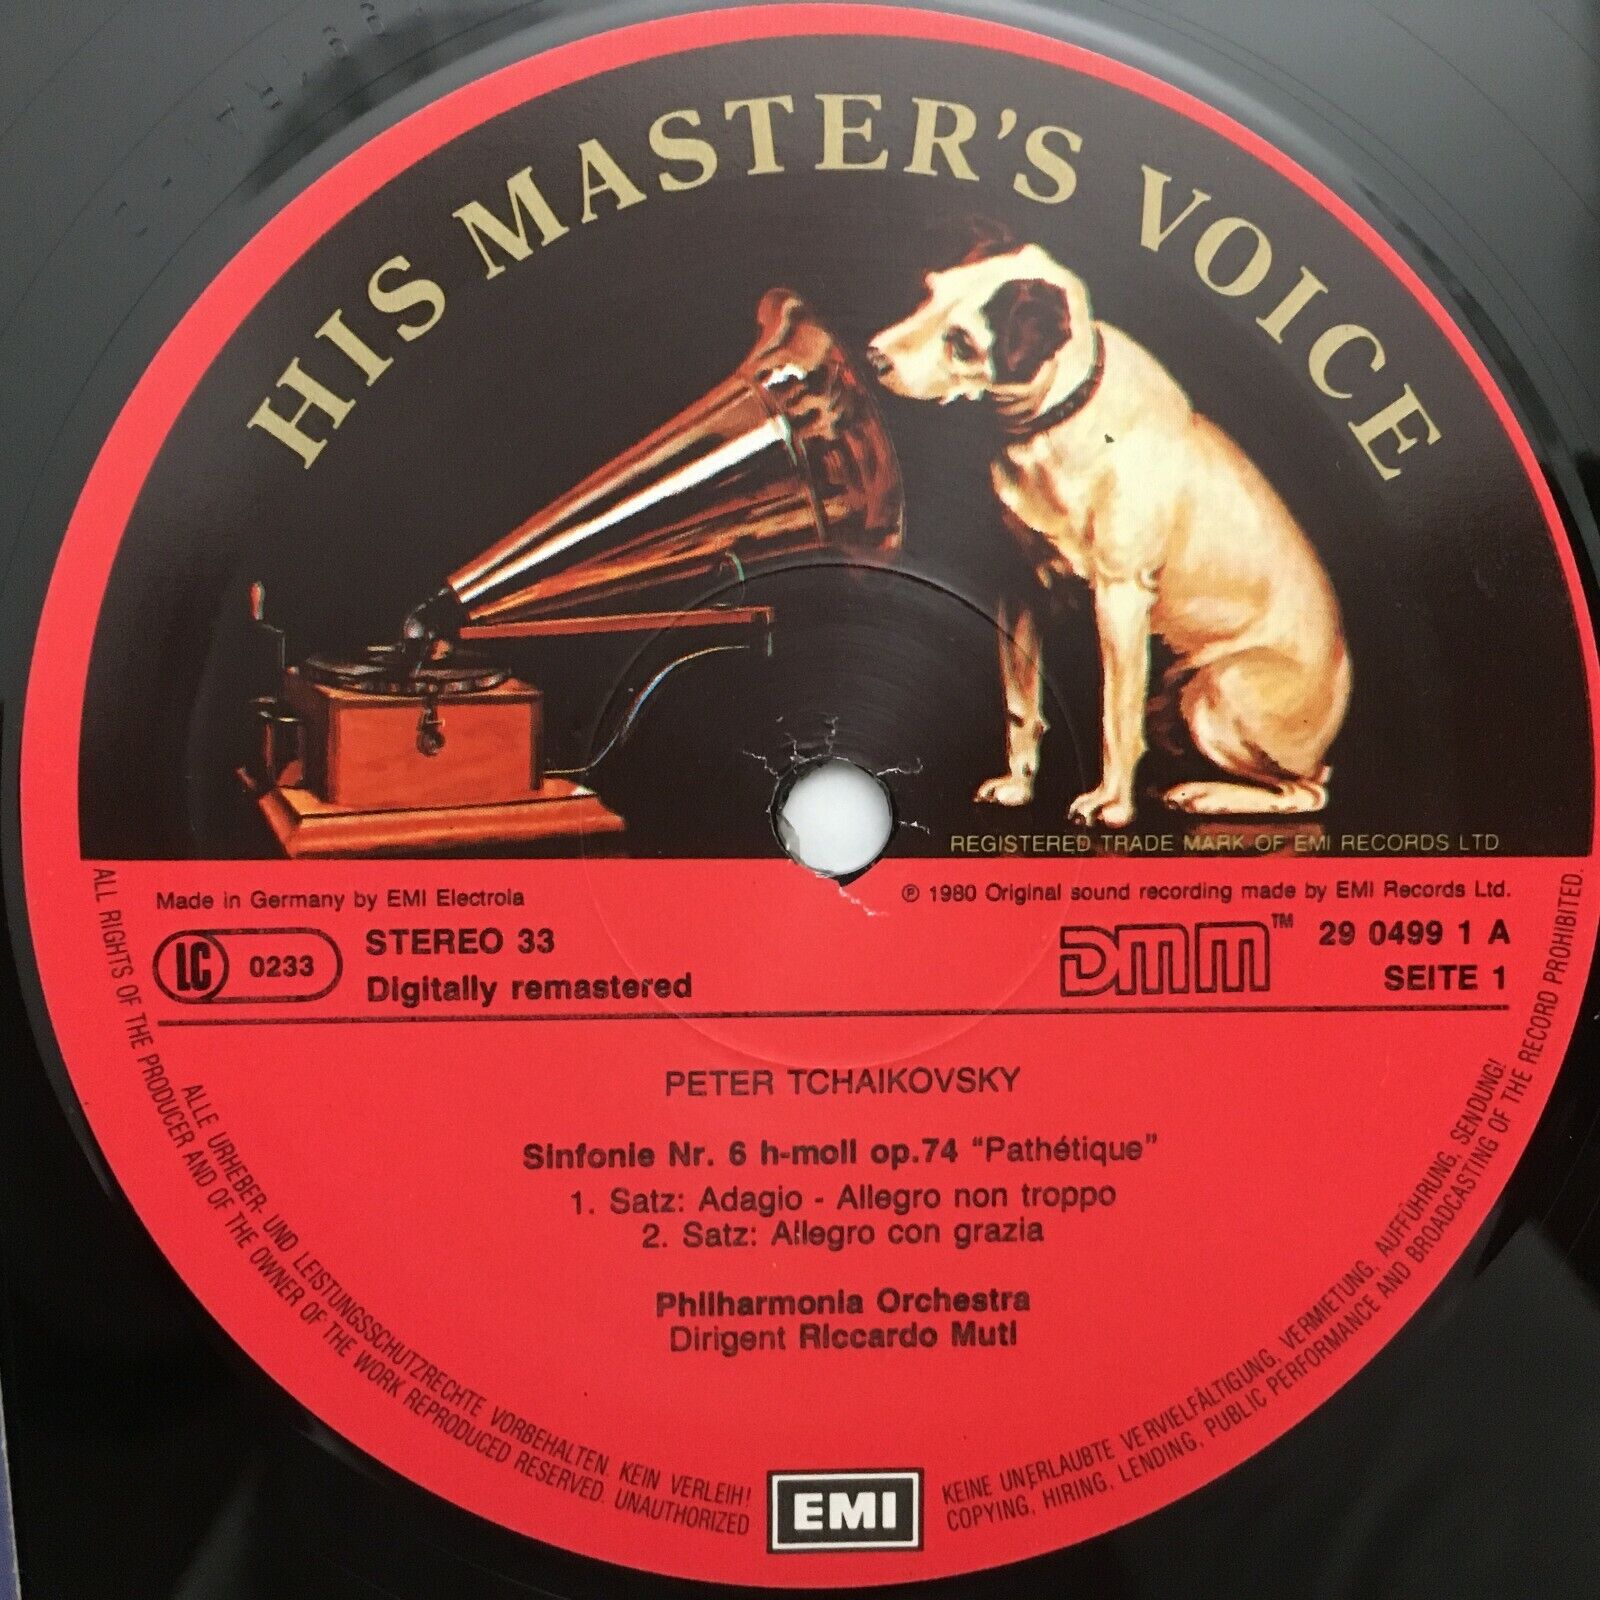 HIS MASTER'S VOICE
REGISTERED TRADE MARK OF EMI RECORDS LTD
Made in Germany by EMI Electrola
℗ 1980 Original sound recording made by EMI Records Ltd.
LC 0233
STEREO 33
Digitally remastered
DMM™
29 0499 1 A
SEITE 1
PETER TCHAIKOVSKY
Sinfonie Nr. 6 h-moll op.74 "Pathétique"
1. Satz: Adagio - Allegro non troppo
2. Satz: Allegro con grazia
Philharmonia Orchestra
Dirigent Riccardo Muti
ALLE URHEBER- UND LEISTUNGSSCHUTZRECHTE VORBEHALTEN. KEIN VERLEIH!
KEINE UNERLAUBTE VERVIELFÄLTIGUNG, VERMIETUNG, AUFFÜHRUNG, SENDUNG!
ALL RIGHTS OF THE PRODUCER AND OF THE OWNER OF THE WORK REPRODUCED RESERVED. UNAUTHORIZED
COPYING, HIRING, LENDING, PUBLIC PERFORMANCE AND BROADCASTING OF THE RECORD PROHIBITED.
EMI